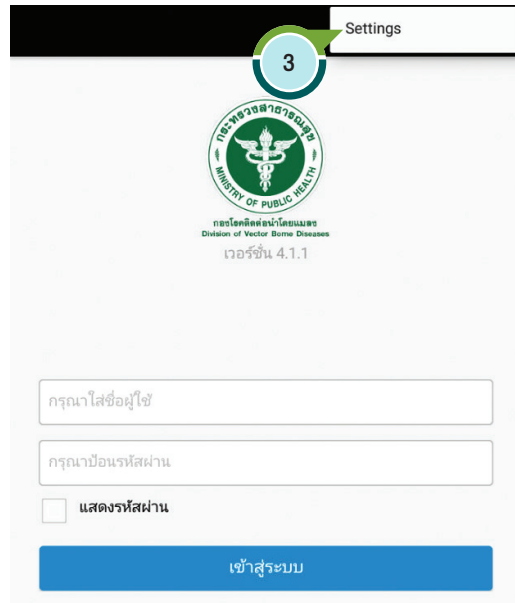 Settings
3
กระทรวงสาธารณสุข
MINISTRY OF PUBLIC HEALTH
กองโรคติดต่อนำโดยแมลง
Division of Vector Borne Diseases
เวอร์ชั่น 4.1.1
กรุณาใส่ชื่อผู้ใช้
กรุณาป้อนรหัสผ่าน
แสดงรหัสผ่าน
เข้าสู่ระบบ